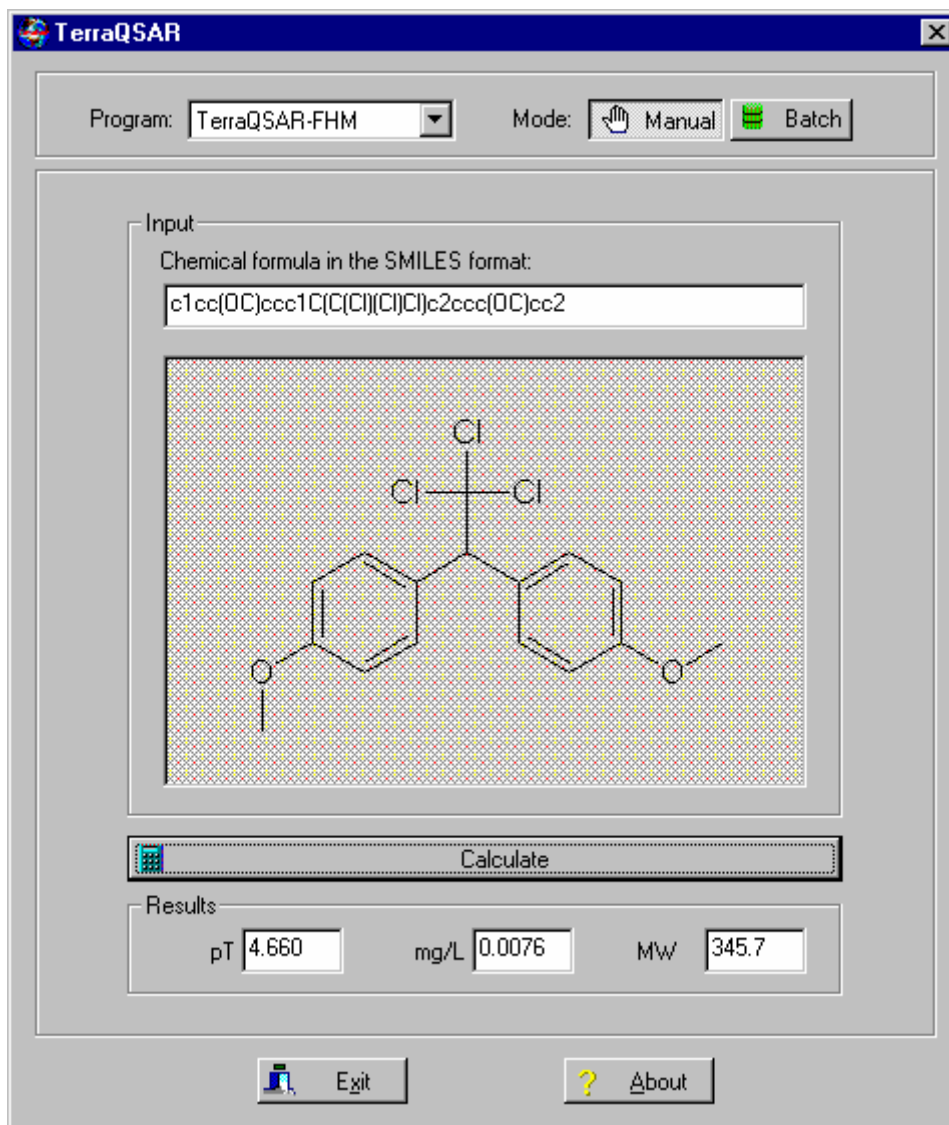 TerraQSAR
Program: TerraQSAR-FHM Mode: Manual Batch
Input
Chemical formula in the SMILES format:
c1cc(OC)ccc1C(C(Cl)(Cl)Cl)c2ccc(OC)cc2
Cl
Cl Cl
O O
Calculate
Results
pT 4.660 mg/L 0.0076 MW 345.7
Exit ? About